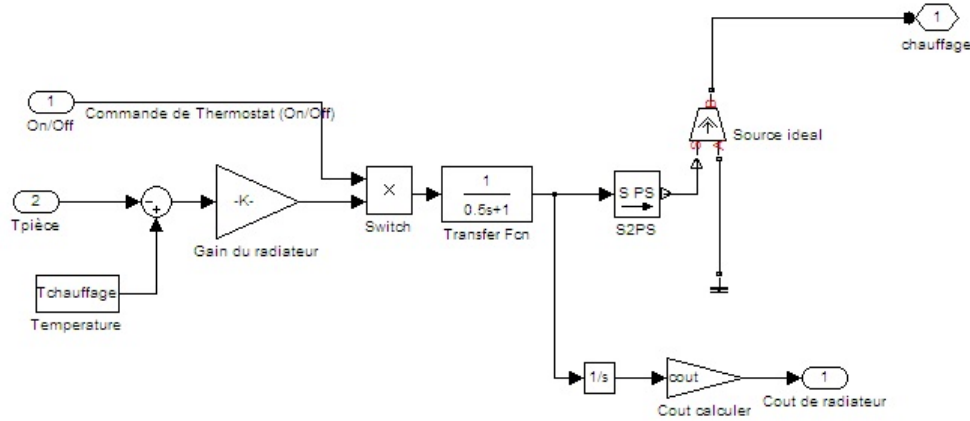 1
chauffage
1
On/Off
Commande de Thermostat (On/Off)
B
S
A
Source ideal
2
Tpièce
-
+
-K-
Gain du radiateur
×
Switch
1
0.5s+1
Transfer Fcn
S PS
S2PS
Tchauffage
Temperature
1/s
cout
Cout calculer
1
Cout de radiateur